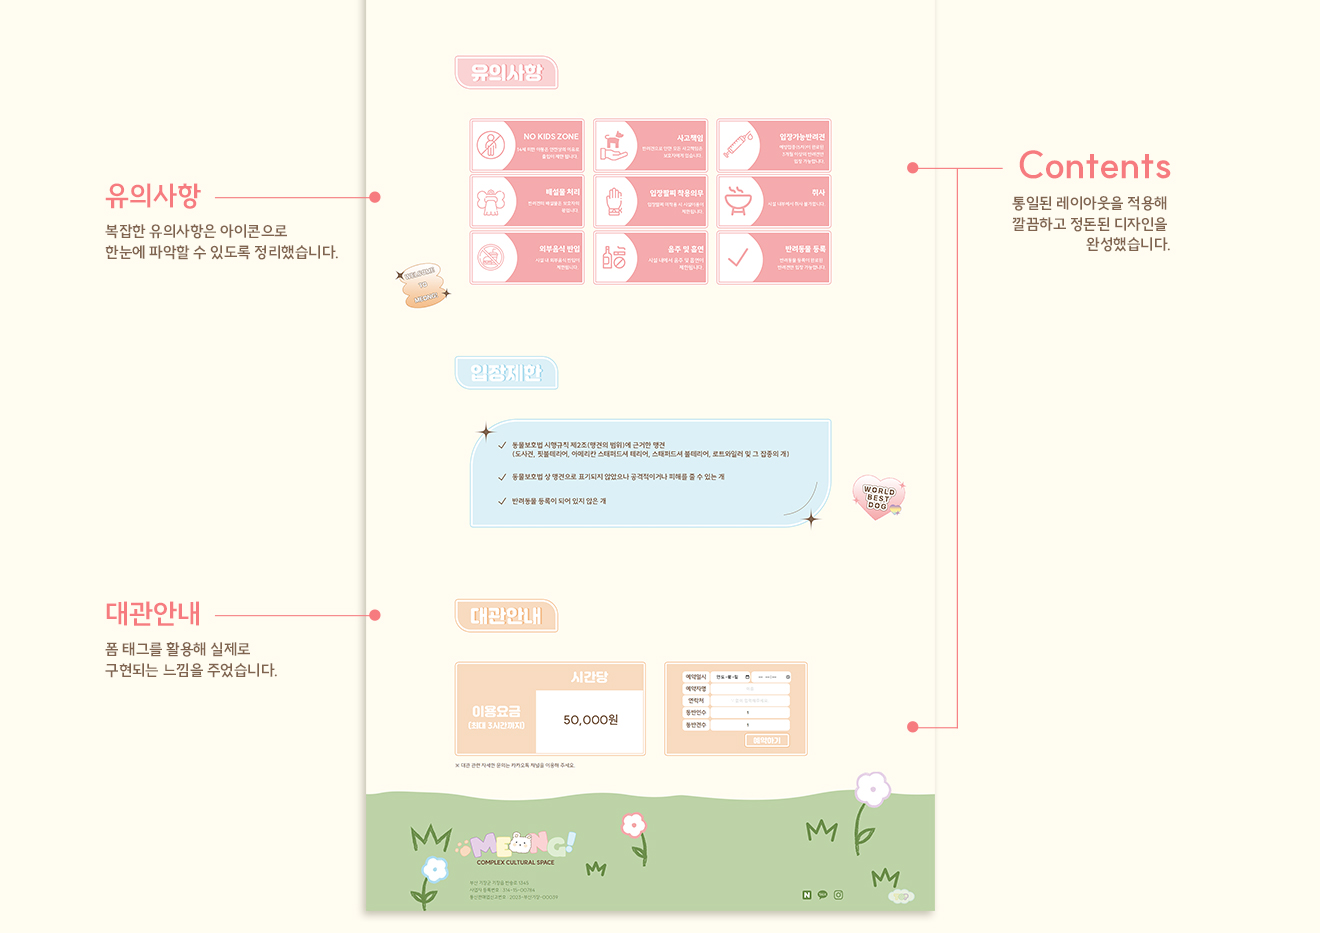 유의사항
복잡한 유의사항은 아이콘으로
한눈에 파악할 수 있도록 정리했습니다.
대관안내
폼 태그를 활용해 실제로
구현되는 느낌을 주었습니다.
유의사항
NO KIDS ZONE
사고책임
입장가능반려견
배설물 처리
입장팔찌 착용의무
취사
외부음식 반입
음주 및 흡연
반려동물 등록
WELCOME
TO
MEONG
입장제한
동물보호법 시행규칙 제2조(맹견의 범위)에 근거한 맹견
(도사견, 핏불테리어, 아메리칸 스태퍼드셔 테리어, 스태퍼드셔 불테리어, 로트와일러 및 그 잡종의 개)
동물보호법 상 맹견으로 표기되지 않았으나 공격적이거나 피해를 줄 수 있는 개
반려동물 등록이 되어 있지 않은 개
WORLD
BEST
DOG
대관안내
시간당
이용요금
(최대 3시간까지)
50,000원
예약일시
예약자명
연락처
동반인수 1
동반견수 1
예약하기
※ 대관 관련 자세한 문의는 카카오톡 채널을 이용해 주세요.
MEONG!
COMPLEX CULTURAL SPACE
Contents
통일된 레이아웃을 적용해
깔끔하고 정돈된 디자인을
완성했습니다.